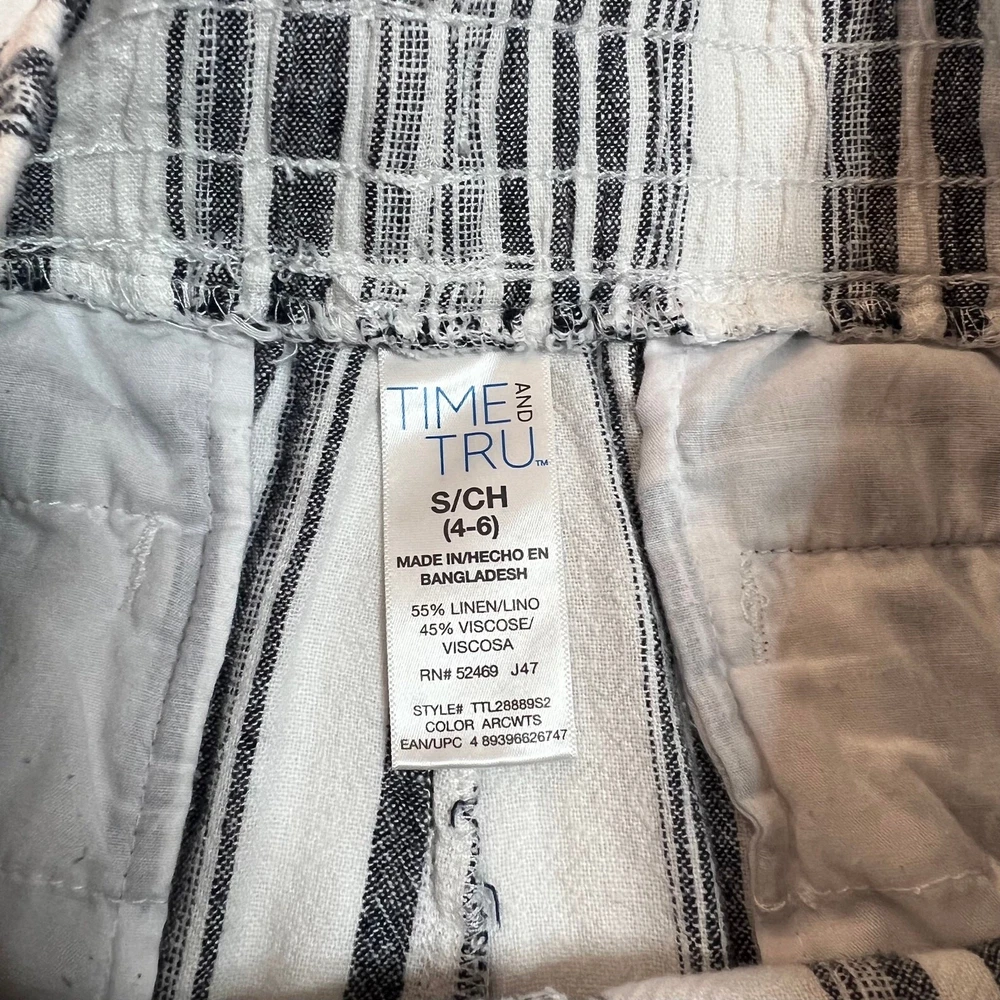 TIME AND
TRU™
S/CH
(4-6)
MADE IN/HECHO EN
BANGLADESH
55% LINEN/LINO
45% VISCOSE/
VISCOSA
RN# 52469 J47
STYLE# TTL28889S2
COLOR ARCWTS
EAN/UPC 4 89396626747